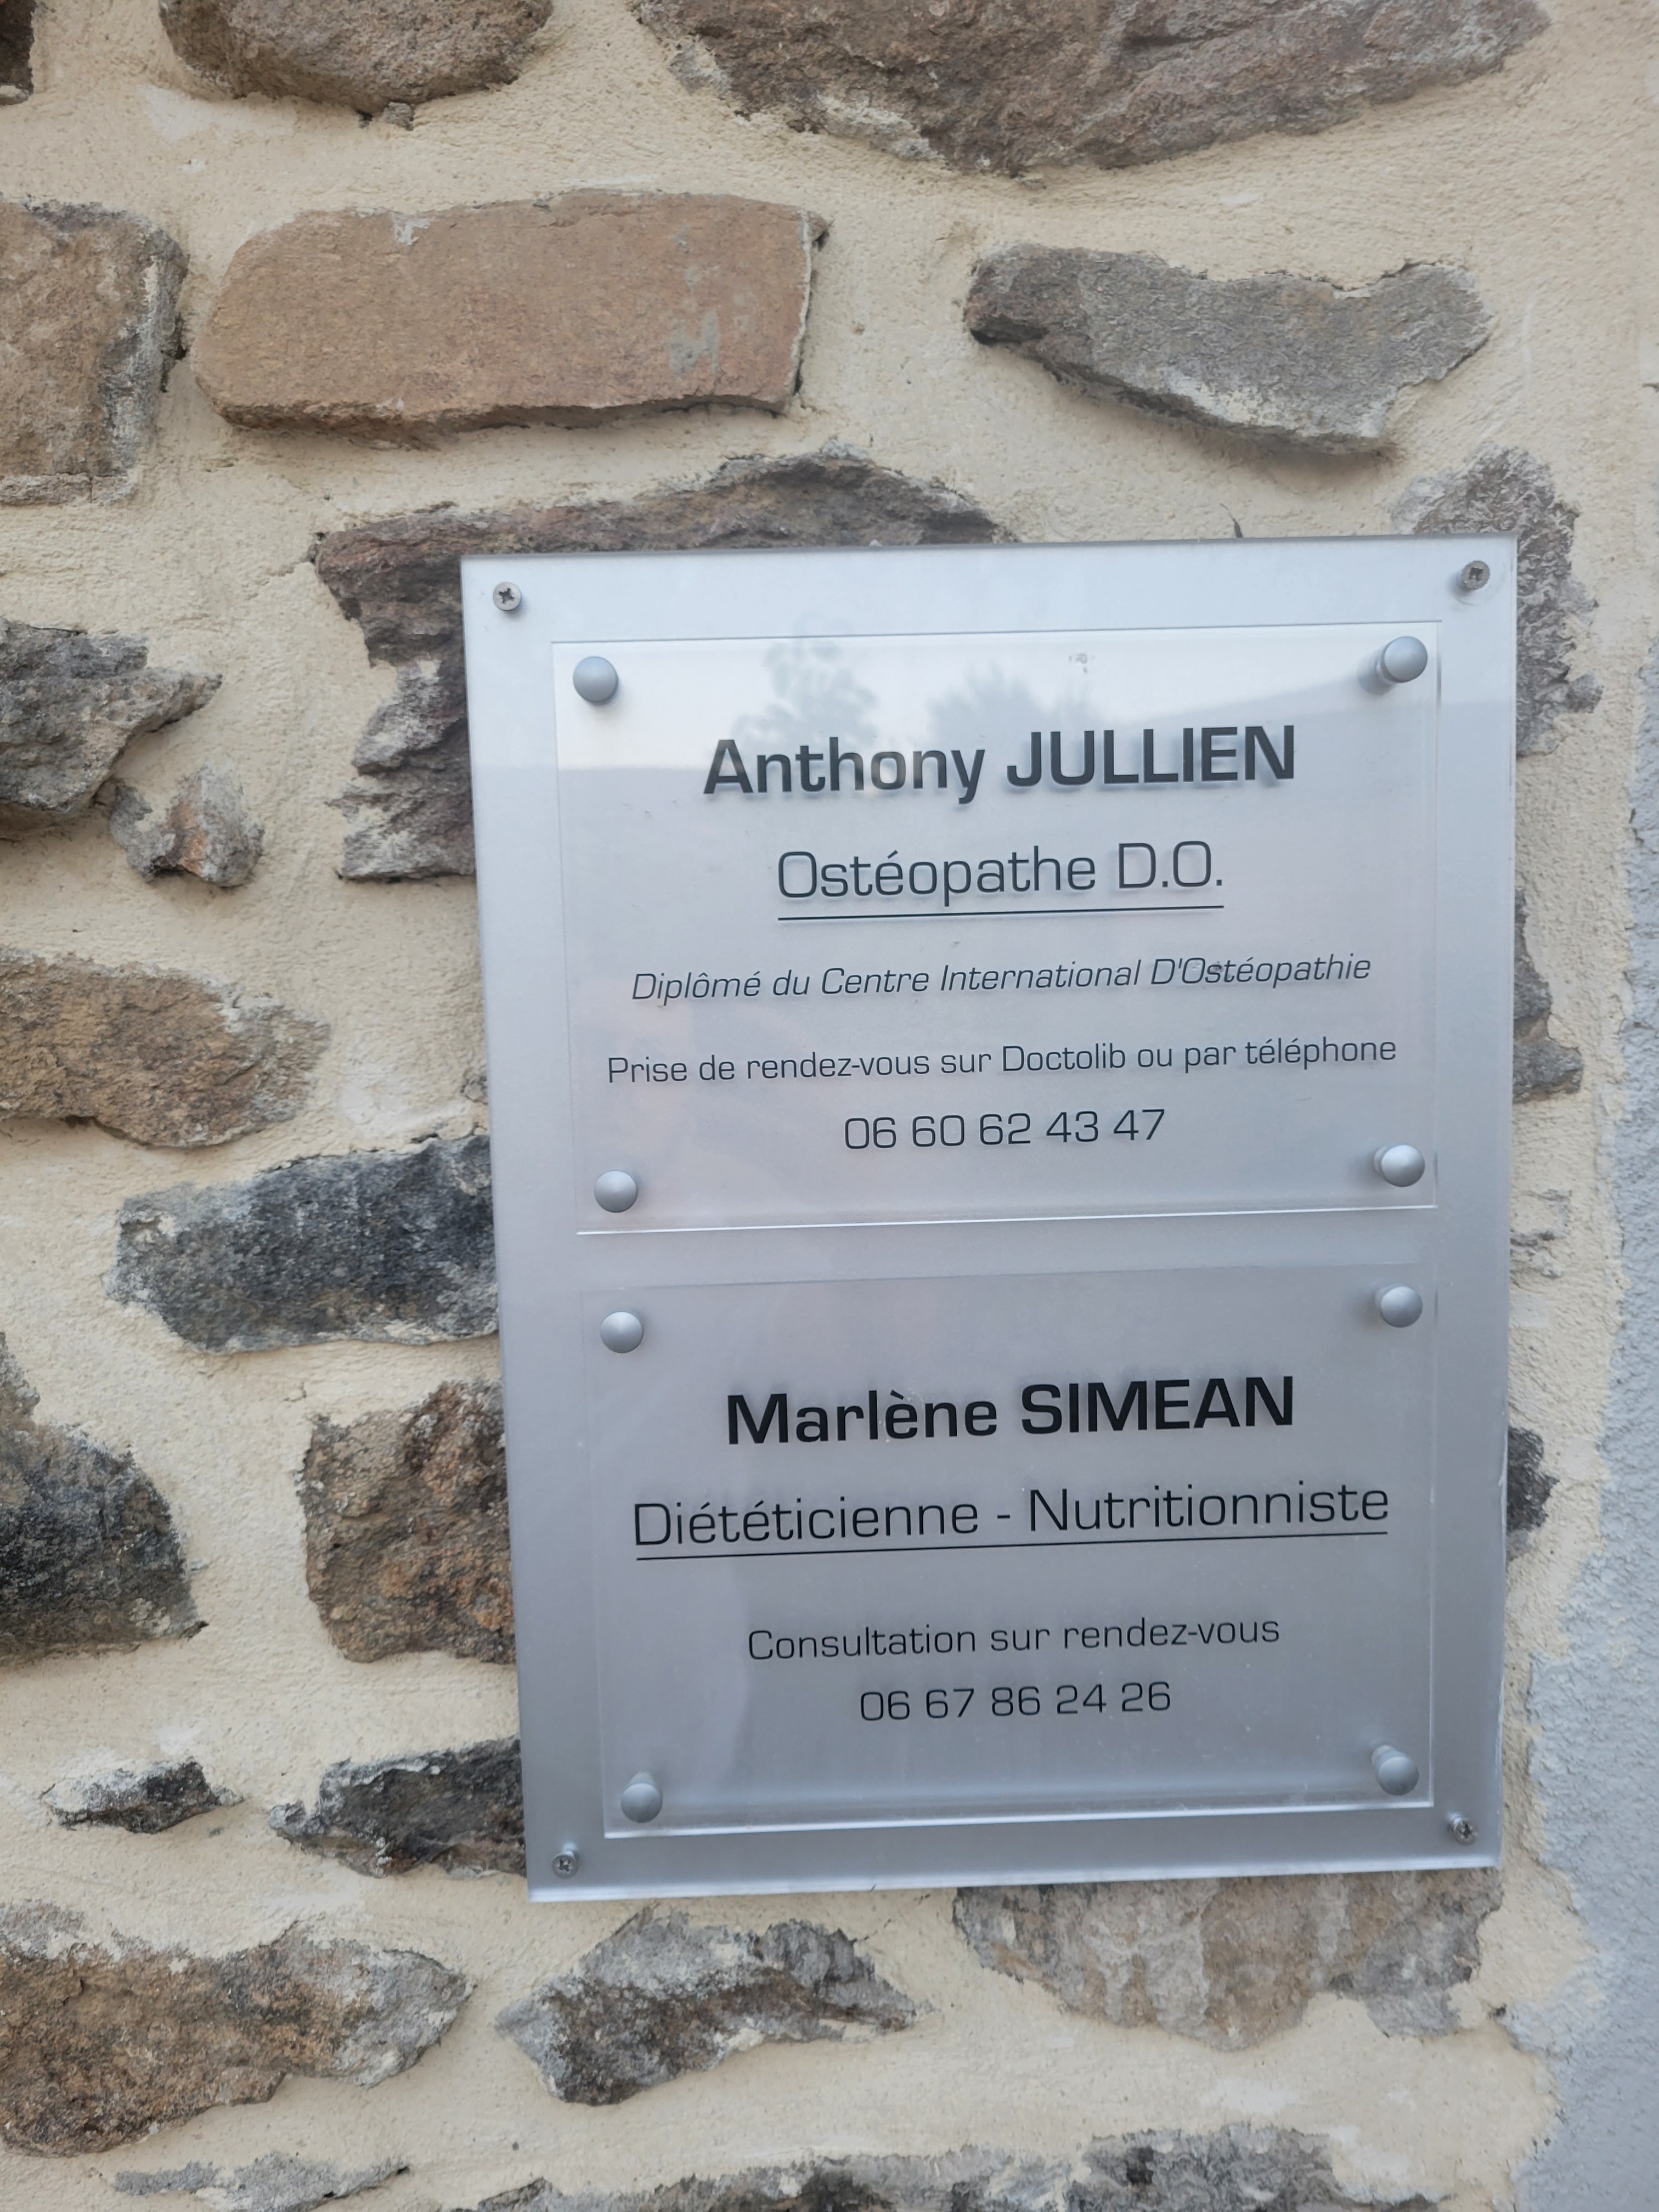 Anthony JULLIEN
Ostéopathe D.O.
Diplômé du Centre International D'Ostéopathie
Prise de rendez-vous sur Doctolib ou par téléphone
06 60 62 43 47
Marlène SIMEAN
Diététicienne - Nutritionniste
Consultation sur rendez-vous
06 67 86 24 26